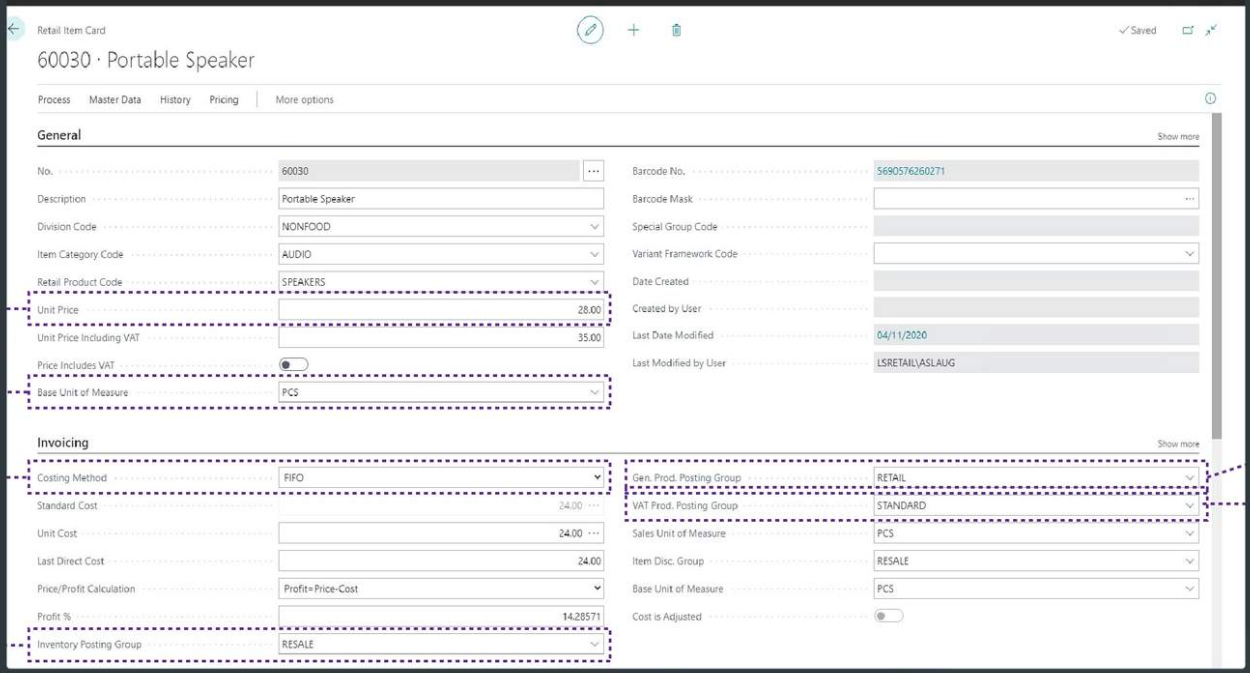 Retail Item Card
Saved
60030 · Portable Speaker
Process Master Data History Pricing More options
General
Show more
No. 60030
Description Portable Speaker
Division Code NONFOOD
Item Category Code AUDIO
Retail Product Code SPEAKERS
Unit Price 28.00
Unit Price Including VAT 35.00
Price Includes VAT
Base Unit of Measure PCS
Barcode No. 5690576260271
Barcode Mask
Special Group Code
Variant Framework Code
Date Created
Created by User
Last Date Modified 04/11/2020
Last Modified by User LSRETAIL\ASLAUG
Invoicing
Show more
Costing Method FIFO
Standard Cost 24.00
Unit Cost 24.00
Last Direct Cost 24.00
Price/Profit Calculation Profit=Price-Cost
Profit % 14.28571
Inventory Posting Group RESALE
Gen. Prod. Posting Group RETAIL
VAT Prod. Posting Group STANDARD
Sales Unit of Measure PCS
Item Disc. Group RESALE
Base Unit of Measure PCS
Cost is Adjusted